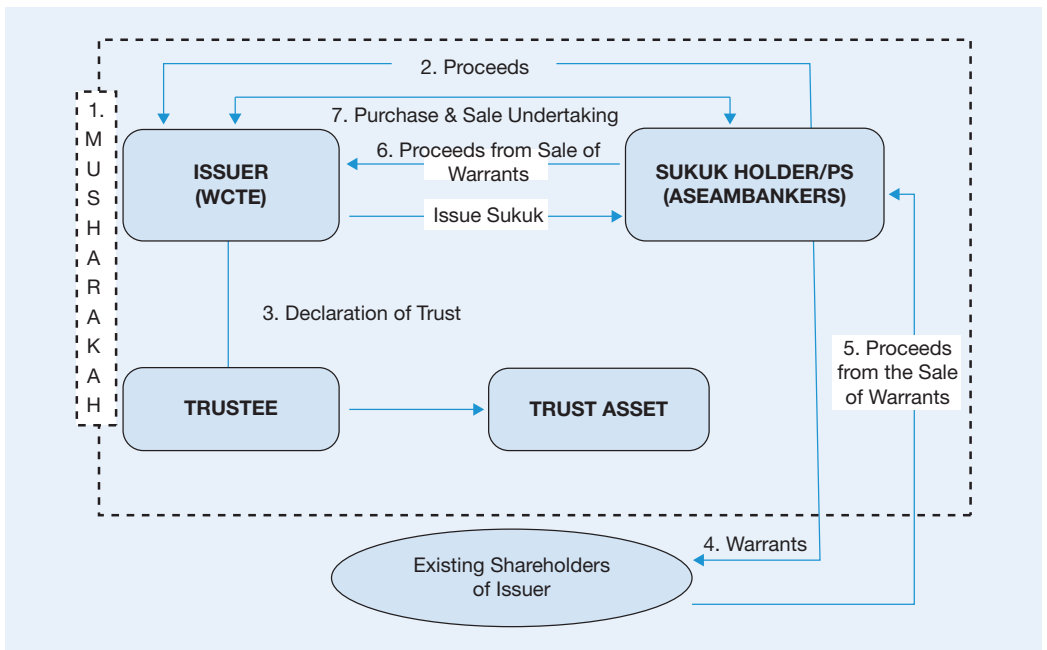 2. Proceeds
1.
M
U
S
H
A
R
A
K
A
H
7. Purchase & Sale Undertaking
ISSUER
(WCTE)
6. Proceeds from Sale of
Warrants
SUKUK HOLDER/PS
(ASEAMBANKERS)
Issue Sukuk
3. Declaration of Trust
5. Proceeds
from the Sale
of Warrants
TRUSTEE
TRUST ASSET
4. Warrants
Existing Shareholders
of Issuer